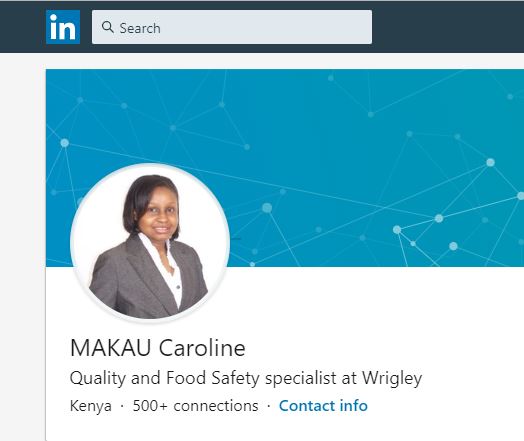 in Search
MAKAU Caroline
Quality and Food Safety specialist at Wrigley
Kenya · 500+ connections · Contact info